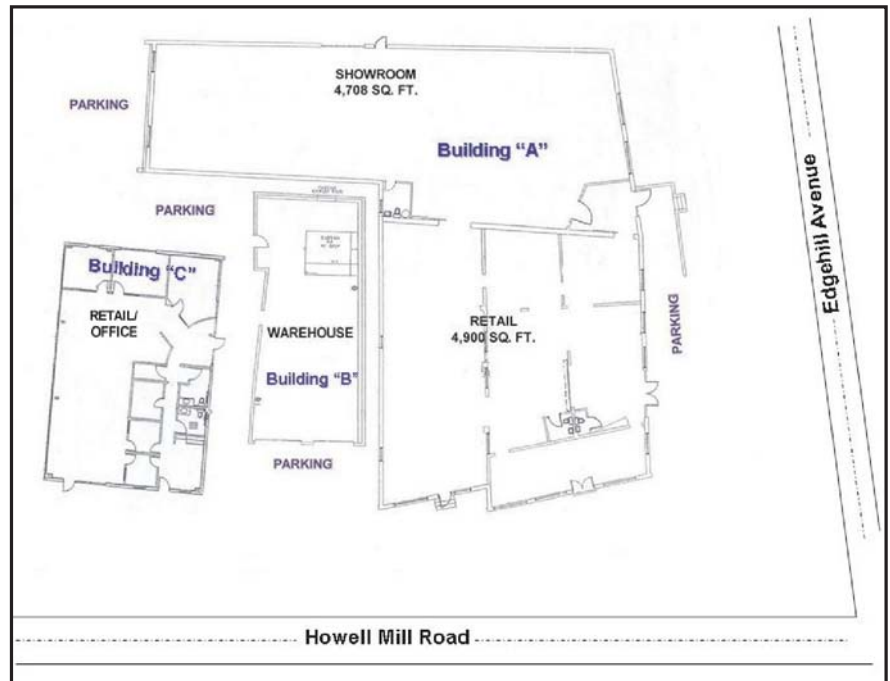 SHOWROOM
4,708 SQ. FT.
PARKING
Building “A”
PARKING
Building “C”
RETAIL/
OFFICE
WAREHOUSE
Building “B”
PARKING
RETAIL
4,900 SQ. FT.
PARKING
Edgehill Avenue
Howell Mill Road